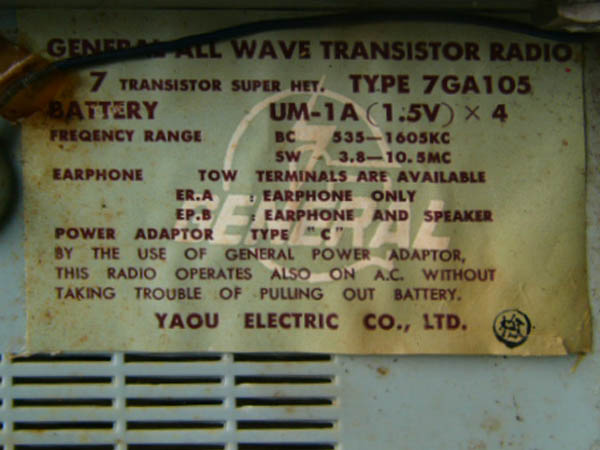 GENERAL ALL WAVE TRANSISTOR RADIO
7 TRANSISTOR SUPER HET. TYPE 7GA105
BATTERY UM-1A (1.5V) × 4
FREQENCY RANGE BC 535-1605KC
SW 3.8-10.5MC
EARPHONE TOW TERMINALS ARE AVAILABLE
ER.A : EARPHONE ONLY
EP.B : EARPHONE AND SPEAKER
GENERAL
POWER ADAPTOR TYPE "C"
BY THE USE OF GENERAL POWER ADAPTOR,
THIS RADIO OPERATES ALSO ON A.C. WITHOUT
TAKING TROUBLE OF PULLING OUT BATTERY.
YAOU ELECTRIC CO., LTD.